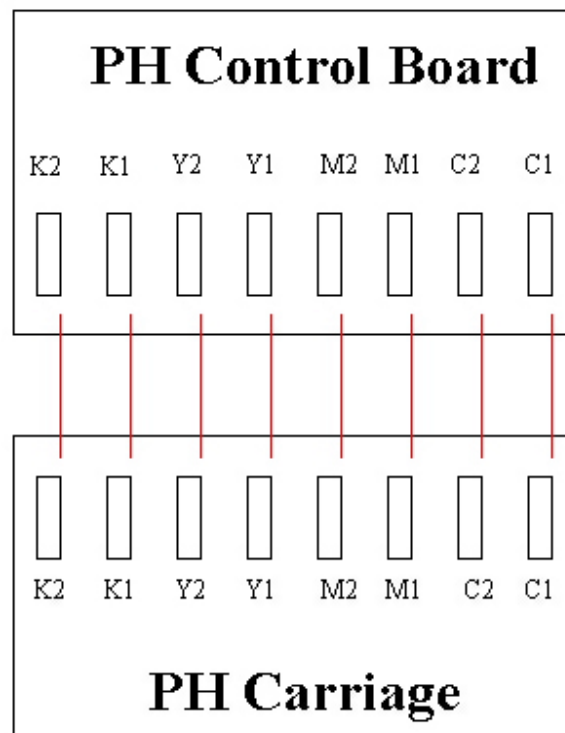 PH Control Board
K2 K1 Y2 Y1 M2 M1 C2 C1
K2 K1 Y2 Y1 M2 M1 C2 C1
PH Carriage